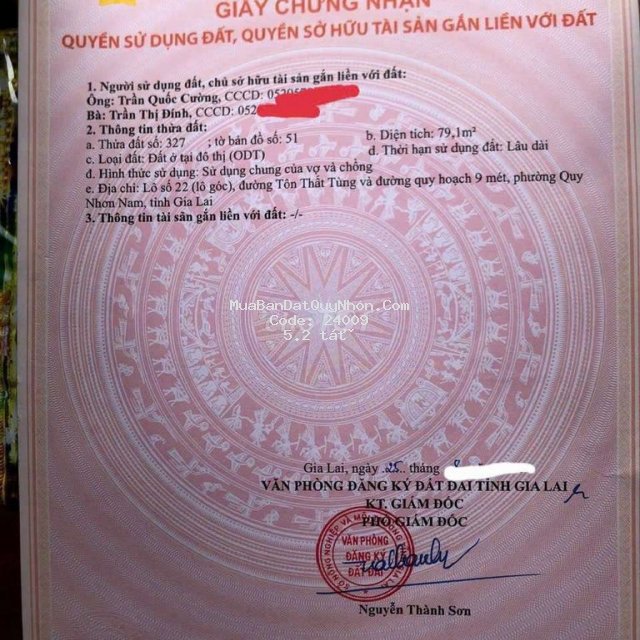 GIẤY CHỨNG NHẬN
QUYỀN SỬ DỤNG ĐẤT, QUYỀN SỞ HỮU TÀI SẢN GẮN LIỀN VỚI ĐẤT
1. Người sử dụng đất, chủ sở hữu tài sản gắn liền với đất:
Ông: Trần Quốc Cường, CCCD:
Bà: Trần Thị Đính, CCCD: 052
2. Thông tin thửa đất:
a. Thửa đất số: 327 ; tờ bản đồ số: 51 b. Diện tích: 79,1m²
c. Loại đất: Đất ở tại đô thị (ODT) d. Thời hạn sử dụng đất: Lâu dài
đ. Hình thức sử dụng: Sử dụng chung của vợ và chồng
e. Địa chỉ: Lô số 22 (lô góc), đường Tôn Thất Tùng và đường quy hoạch 9 mét, phường Quy
Nhơn Nam, tỉnh Gia Lai
3. Thông tin tài sản gắn liền với đất: -/-
MuaBanDatQuyNhon.Com
Code: 24009
5.2 tất
Gia Lai, ngày 25 tháng
VĂN PHÒNG ĐĂNG KÝ ĐẤT ĐAI TỈNH GIA LAI
KT. GIÁM ĐỐC
PHÓ GIÁM ĐỐC
VĂN PHÒNG
ĐĂNG KÝ
ĐẤT ĐAI
Nguyễn Thành Sơn